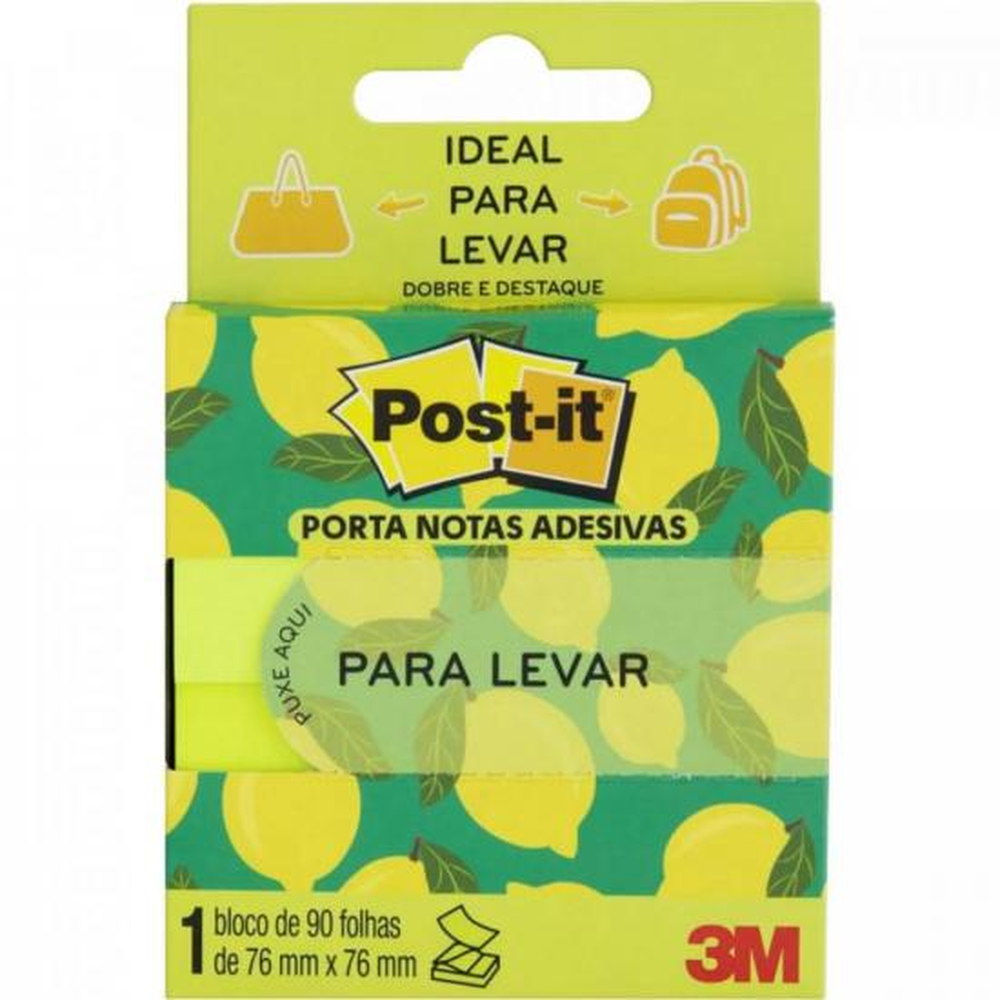 IDEAL
PARA
LEVAR
DOBRE E DESTAQUE
Post-it®
PORTA NOTAS ADESIVAS
PUXE AQUI
PARA LEVAR
1 bloco de 90 folhas
de 76 mm x 76 mm
3M